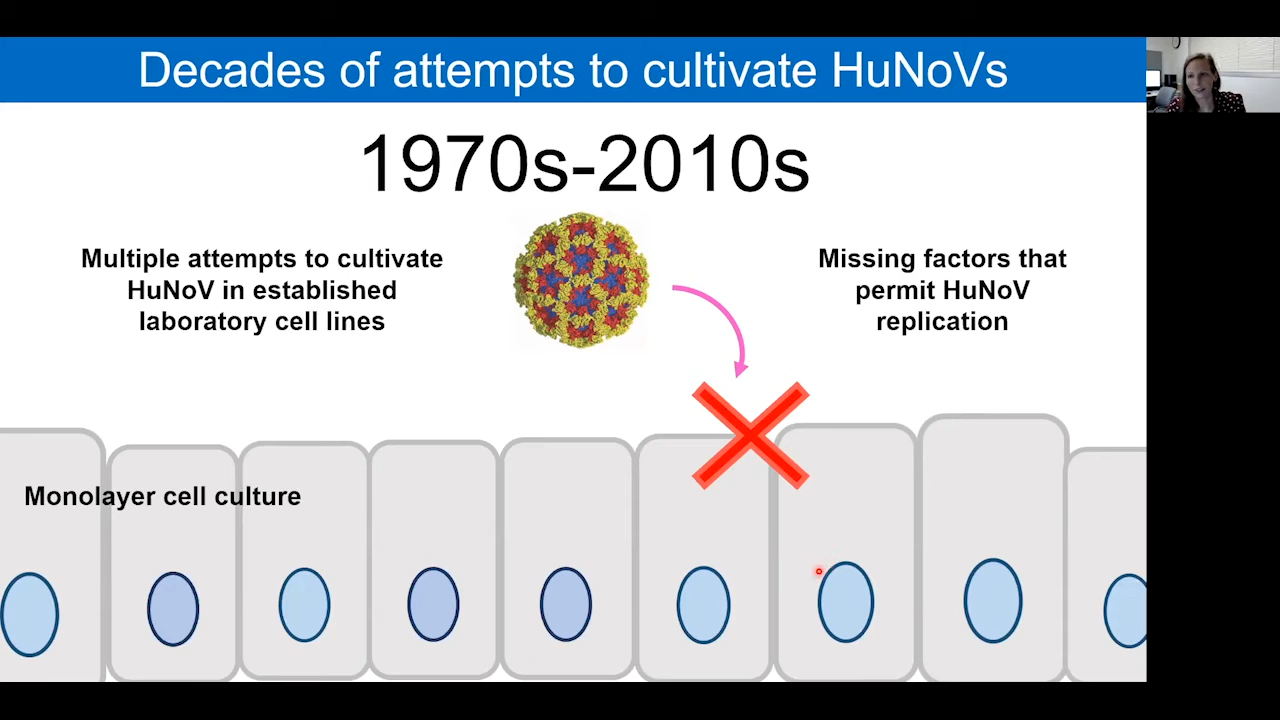 Decades of attempts to cultivate HuNoVs
1970s-2010s
Multiple attempts to cultivate
HuNoV in established
laboratory cell lines
Missing factors that
permit HuNoV
replication
Monolayer cell culture